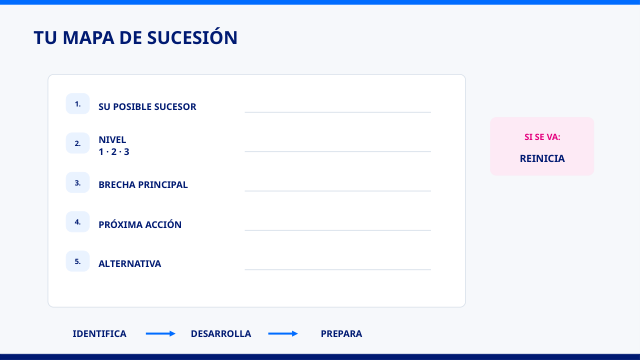 TU MAPA DE SUCESIÓN
1. SU POSIBLE SUCESOR
2. NIVEL
1 · 2 · 3
3. BRECHA PRINCIPAL
4. PRÓXIMA ACCIÓN
5. ALTERNATIVA
SI SE VA:
REINICIA
IDENTIFICA DESARROLLA PREPARA